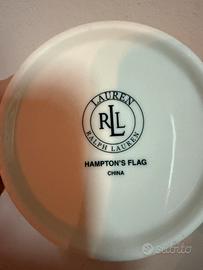 LAUREN
RLL
RALPH LAUREN
HAMPTON'S FLAG
CHINA
subito